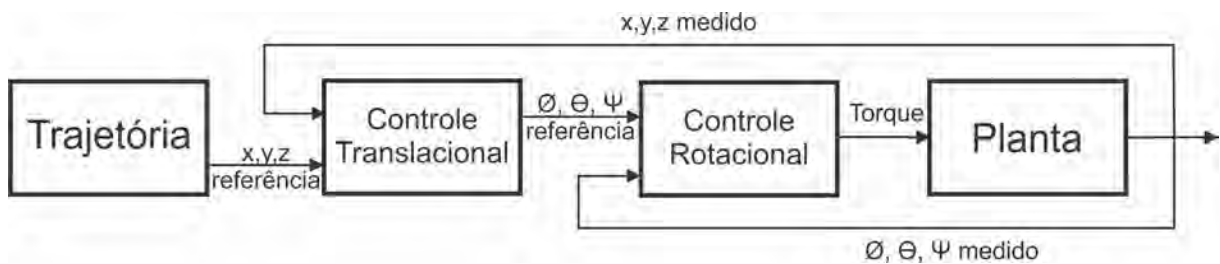 x,y,z medido
Trajetória
x,y,z
referência
Controle
Translacional
Ø, Ɵ, Ψ
referência
Controle
Rotacional
Torque
Planta
Ø, Ɵ, Ψ medido